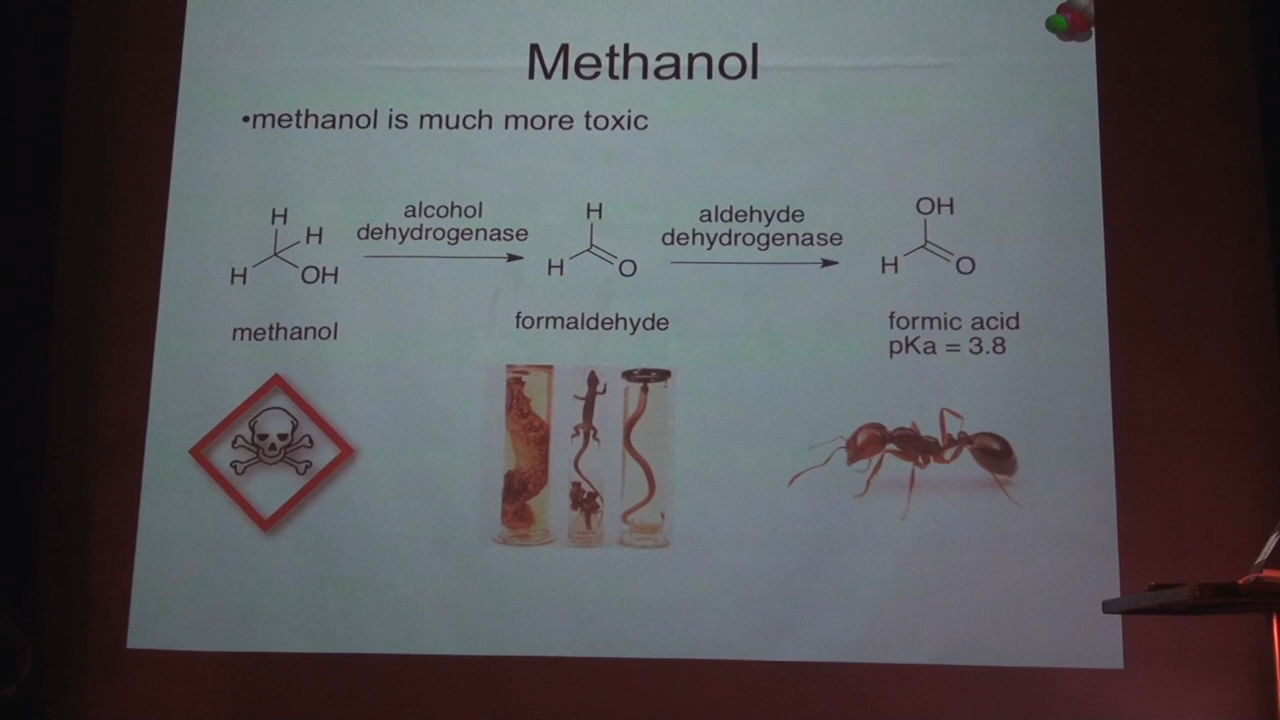 Methanol
•methanol is much more toxic
H
H
H
OH
alcohol
dehydrogenase
H
H
O
aldehyde
dehydrogenase
OH
H
O
methanol
formaldehyde
formic acid
pKa = 3.8